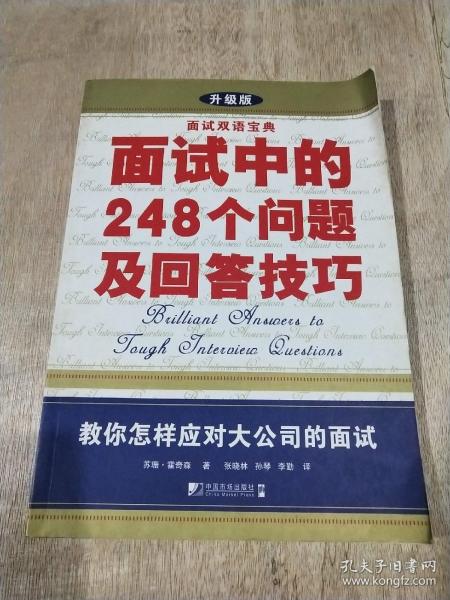 升级版
面试双语宝典
面试中的
248个问题
及回答技巧
Brilliant Answers to
Tough Interview Questions
教你怎样应对大公司的面试
苏珊·霍奇森 著 张晓林 孙琴 李勤 译
中国市场出版社
China Market Press
孔夫子旧书网
www.kongfz.com